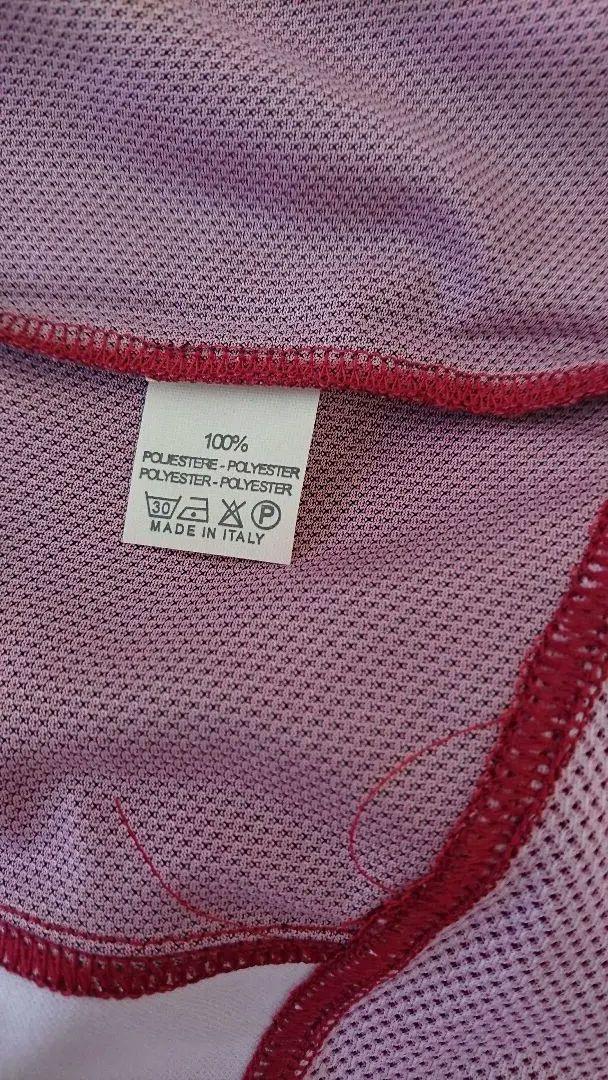 100%
POLIESTERE - POLYESTER
POLYESTER - POLYESTER
30 P
MADE IN ITALY